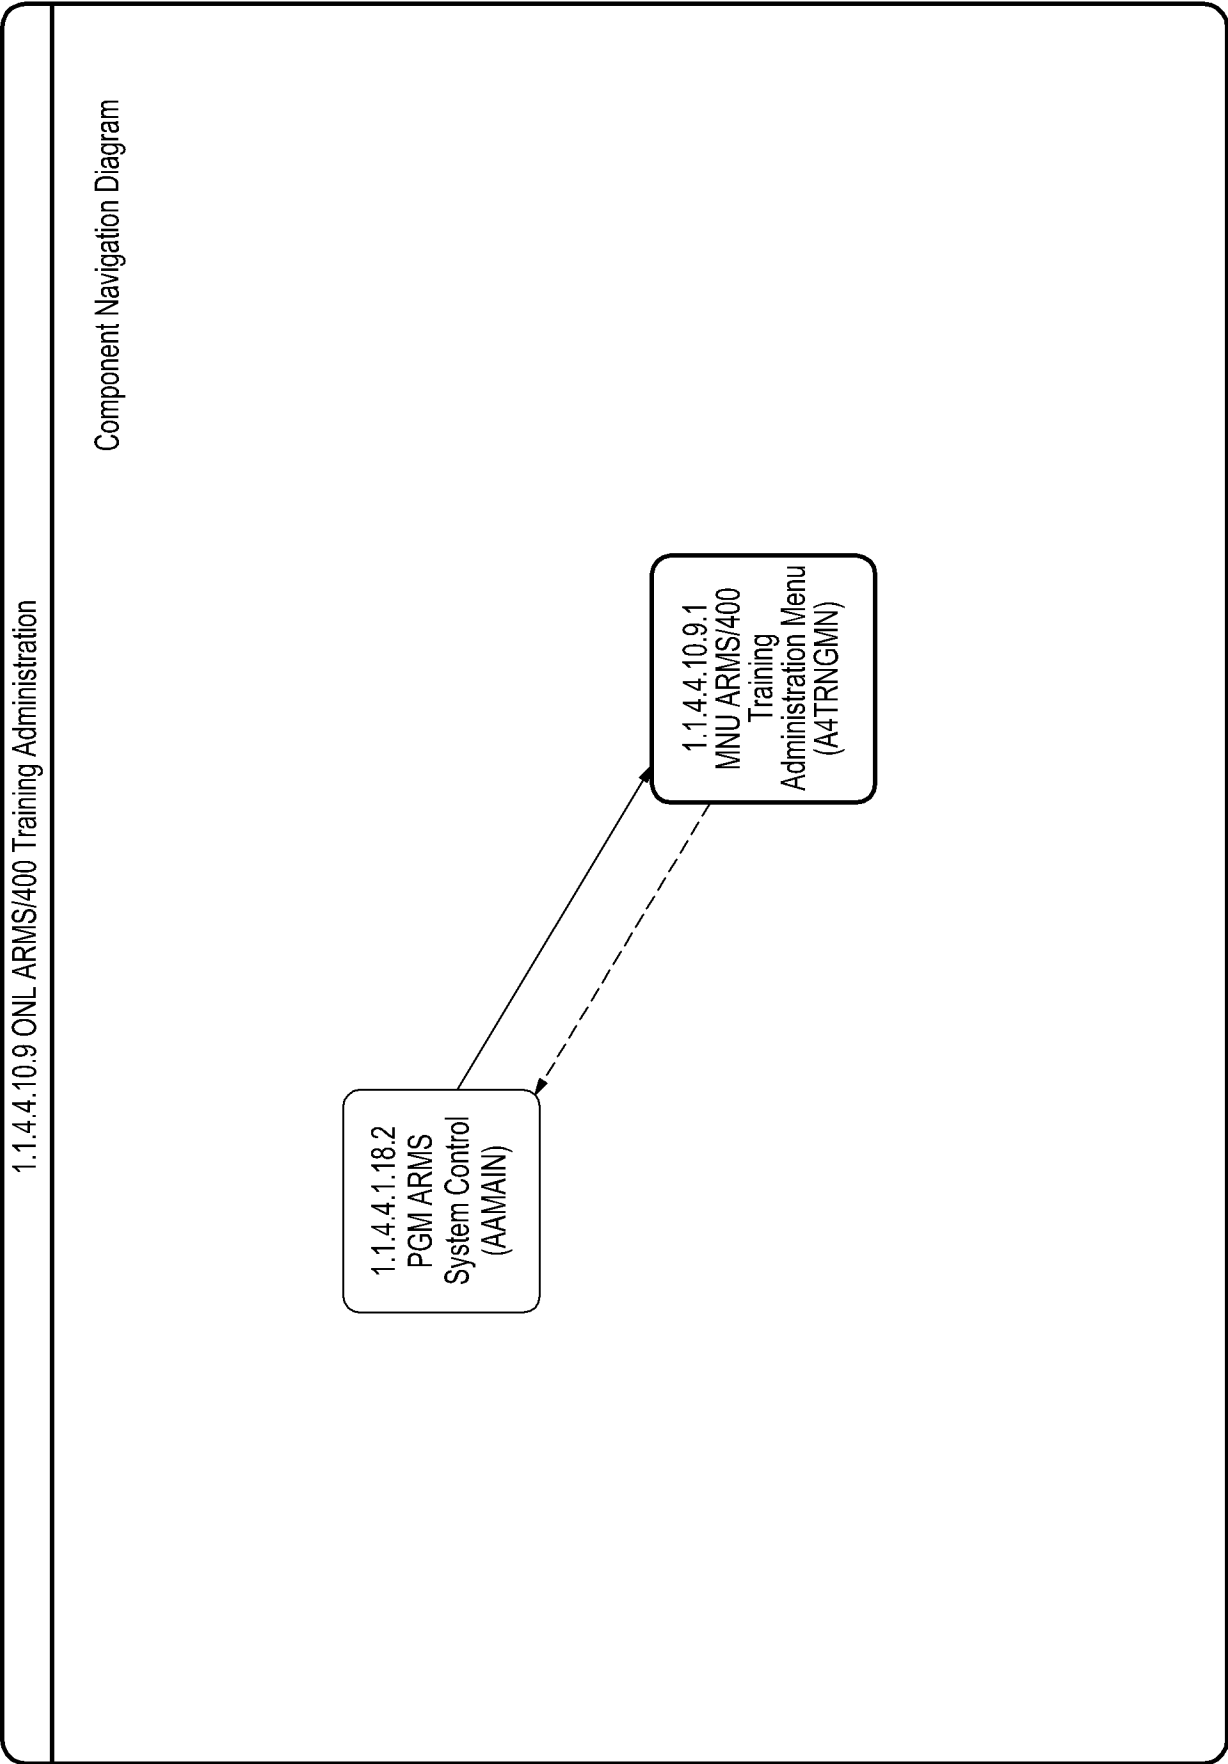 1.1.4.4.10.9 ONL ARMS/400 Training Administration
Component Navigation Diagram
1.1.4.4.1.18.2
PGM ARMS
System Control
(AAMAIN)
1.1.4.4.10.9.1
MNU ARMS/400
Training
Administration Menu
(A4TRNGMN)